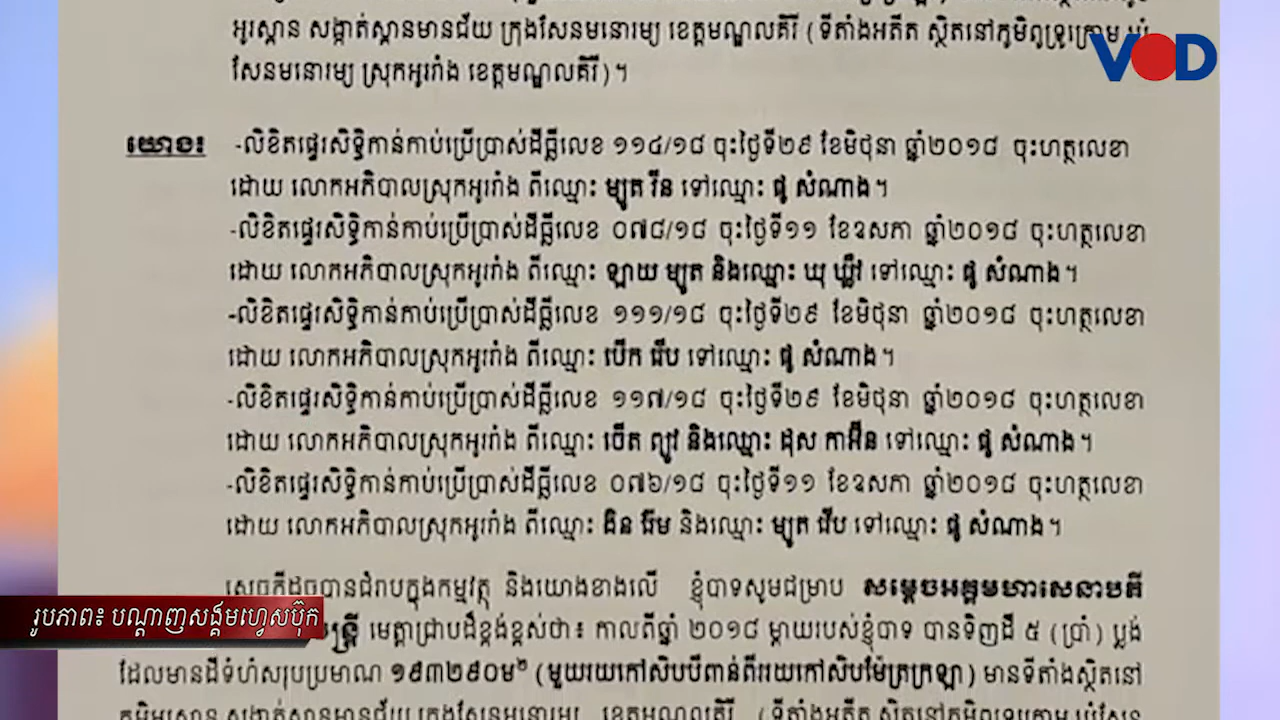 អូរស្ពាន សង្កាត់ស្ពានមានជ័យ ក្រុងសែនមនោរម្យ ខេត្តមណ្ឌលគិរី (ទីតាំងអតីត ស្ថិតនៅភូមិពូទ្រូក្រោម ឃុំ
VOD
សែនមនោរម្យ ស្រុកអូររាំង ខេត្តមណ្ឌលគិរី)។
យោង៖ -លិខិតផ្ទេរសិទ្ធិកាន់កាប់ប្រើប្រាស់ដីធ្លីលេខ ១១៤/១៨ ចុះថ្ងៃទី២៩ ខែមិថុនា ឆ្នាំ២០១៨ ចុះហត្ថលេខា
ដោយ លោកអភិបាលស្រុកអូររាំង ពីឈ្មោះ ម្បូត រីន ទៅឈ្មោះ ផូ សំណាង។
-លិខិតផ្ទេរសិទ្ធិកាន់កាប់ប្រើប្រាស់ដីធ្លីលេខ ០៧៨/១៨ ចុះថ្ងៃទី១១ ខែឧសភា ឆ្នាំ២០១៨ ចុះហត្ថលេខា
ដោយ លោកអភិបាលស្រុកអូររាំង ពីឈ្មោះ ឡាយ ម្បូត និងឈ្មោះ ឃុ ឃ្លីវ ទៅឈ្មោះ ផូ សំណាង។
-លិខិតផ្ទេរសិទ្ធិកាន់កាប់ប្រើប្រាស់ដីធ្លីលេខ ១១១/១៨ ចុះថ្ងៃទី២៩ ខែមិថុនា ឆ្នាំ២០១៨ ចុះហត្ថលេខា
ដោយ លោកអភិបាលស្រុកអូររាំង ពីឈ្មោះ បើក ធីប ទៅឈ្មោះ ផូ សំណាង។
-លិខិតផ្ទេរសិទ្ធិកាន់កាប់ប្រើប្រាស់ដីធ្លីលេខ ១១៧/១៨ ចុះថ្ងៃទី២៩ ខែមិថុនា ឆ្នាំ២០១៨ ចុះហត្ថលេខា
ដោយ លោកអភិបាលស្រុកអូររាំង ពីឈ្មោះ ចើត ព្យូវ និងឈ្មោះ ដុស កាអ៊ីន ទៅឈ្មោះ ផូ សំណាង។
-លិខិតផ្ទេរសិទ្ធិកាន់កាប់ប្រើប្រាស់ដីធ្លីលេខ ០៧៦/១៨ ចុះថ្ងៃទី១១ ខែឧសភា ឆ្នាំ២០១៨ ចុះហត្ថលេខា
ដោយ លោកអភិបាលស្រុកអូររាំង ពីឈ្មោះ និងឈ្មោះ ម្បូត ទៅឈ្មោះ ផូ សំណាង។
សេចក្តីដូចបានជំរាបក្នុងកម្មវត្ថុ និងយោងខាងលើ ខ្ញុំបាទសូមជម្រាប សម្តេចអគ្គមហាសេនាបតី
រូបភាព៖ បណ្តាញសង្គមហ្វេសប៊ុក
មេត្តាជ្រាបដ៏ខ្ពង់ខ្ពស់ថា៖ កាលពីឆ្នាំ ២០១៨ ម្តាយរបស់ខ្ញុំបាទ បានទិញដី ៥ (ប្រាំ) ប្លង់
ដែលមានដីទំហំសរុបប្រមាណ ១៩៣២៩០ម² (មួយរយកៅសិបបីពាន់ពីររយកៅសិបម៉ែត្រក្រឡា) មានទីតាំងស្ថិតនៅ